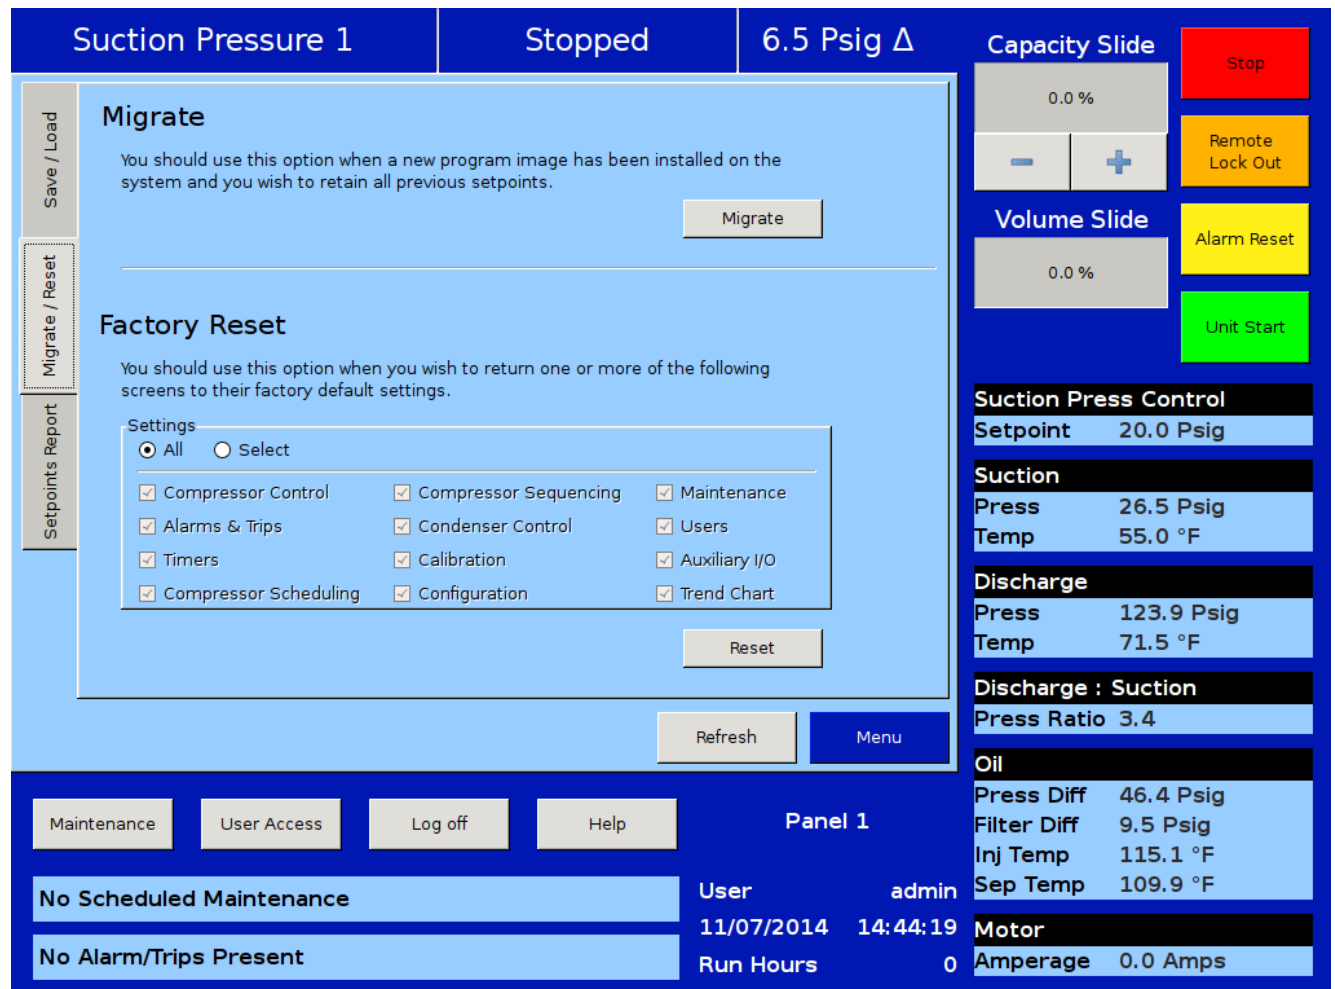 Suction Pressure 1
Stopped
6.5 Psig Δ
Save / Load
Migrate / Reset
Setpoints Report
Migrate
You should use this option when a new program image has been installed on the
system and you wish to retain all previous setpoints.
Migrate
Factory Reset
You should use this option when you wish to return one or more of the following
screens to their factory default settings.
Settings
All Select
Compressor Control Compressor Sequencing Maintenance
Alarms & Trips Condenser Control Users
Timers Calibration Auxiliary I/O
Compressor Scheduling Configuration Trend Chart
Reset
Refresh Menu
Maintenance User Access Log off Help
Panel 1
No Scheduled Maintenance
No Alarm/Trips Present
User admin
11/07/2014 14:44:19
Run Hours 0
Capacity Slide
0.0 %
Volume Slide
0.0 %
Stop
Remote
Lock Out
Alarm Reset
Unit Start
Suction Press Control
Setpoint 20.0 Psig
Suction
Press 26.5 Psig
Temp 55.0 °F
Discharge
Press 123.9 Psig
Temp 71.5 °F
Discharge : Suction
Press Ratio 3.4
Oil
Press Diff 46.4 Psig
Filter Diff 9.5 Psig
Inj Temp 115.1 °F
Sep Temp 109.9 °F
Motor
Amperage 0.0 Amps